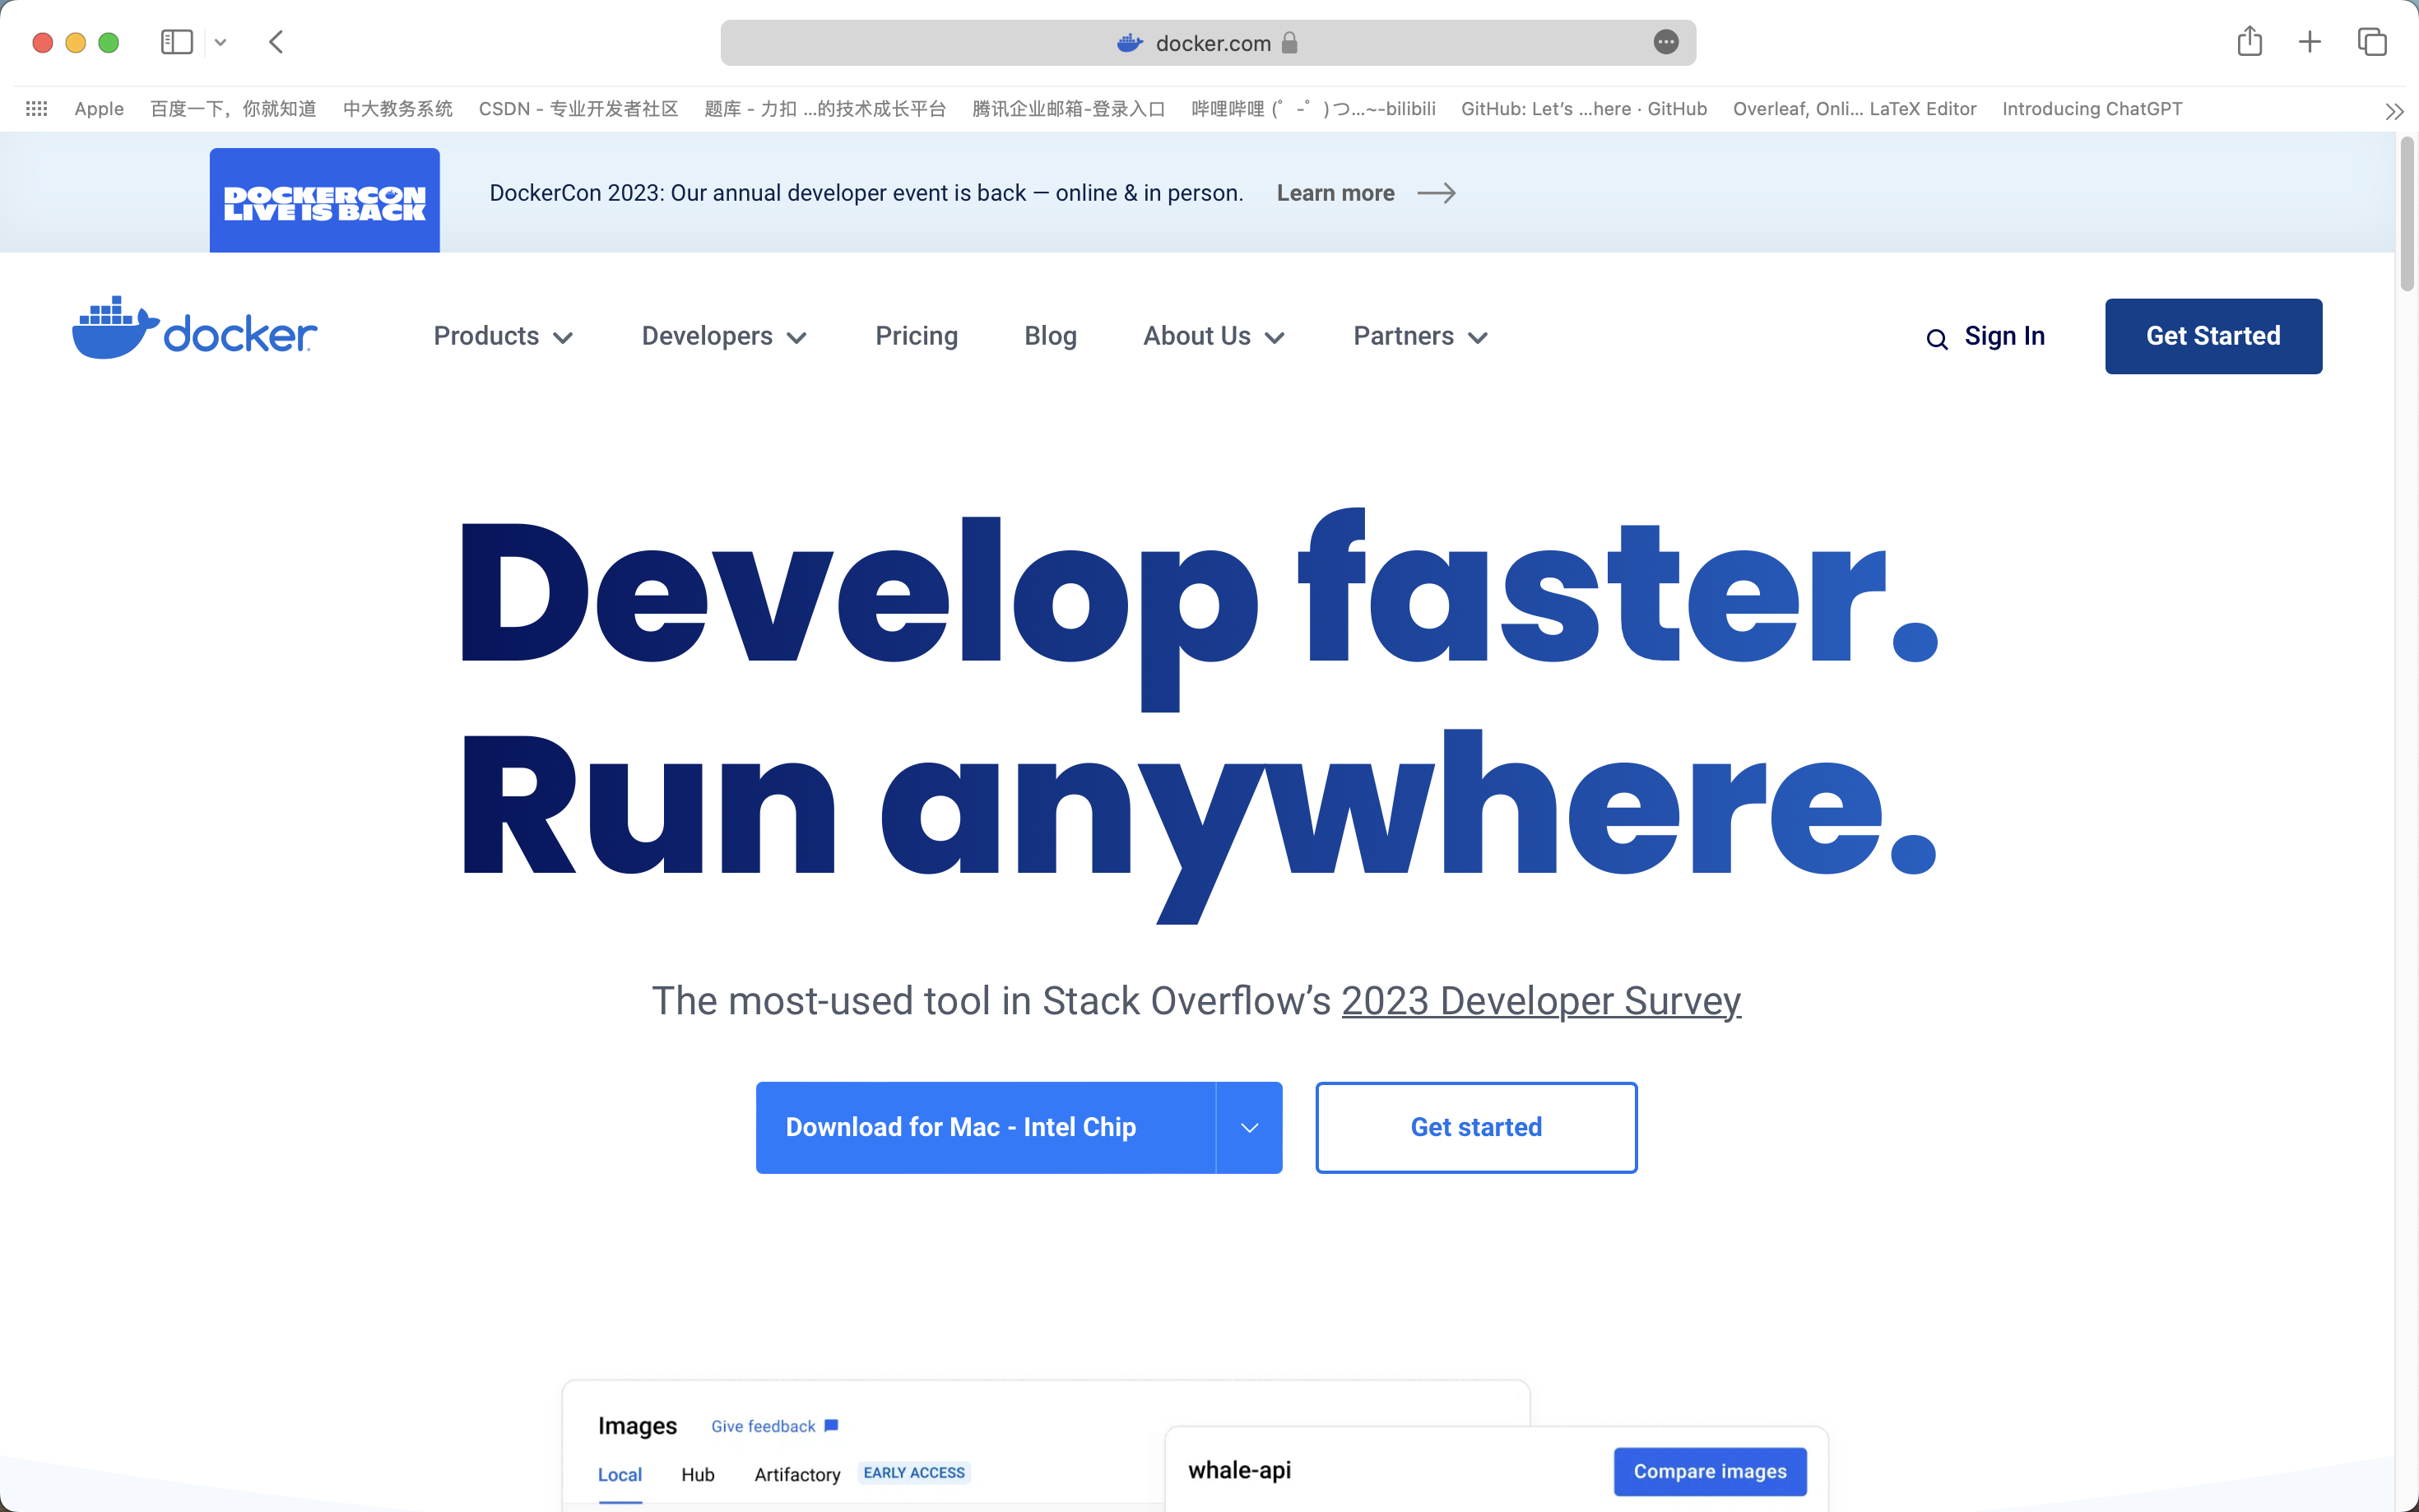 docker.com
Apple 百度一下，你就知道 中大教务系统 CSDN - 专业开发者社区 题库 - 力扣 ...的技术成长平台 腾讯企业邮箱-登录入口 哔哩哔哩 (゜-゜)つ...~-bilibili GitHub: Let's ...here · GitHub Overleaf, Onli... LaTeX Editor Introducing ChatGPT
DOCKERCON
LIVE IS BACK
DockerCon 2023: Our annual developer event is back — online & in person. Learn more
docker
Products Developers Pricing Blog About Us Partners Sign In Get Started
Develop faster.
Run anywhere.
The most-used tool in Stack Overflow's 2023 Developer Survey
Download for Mac - Intel Chip Get started
Images Give feedback
Local Hub Artifactory EARLY ACCESS
whale-api Compare images